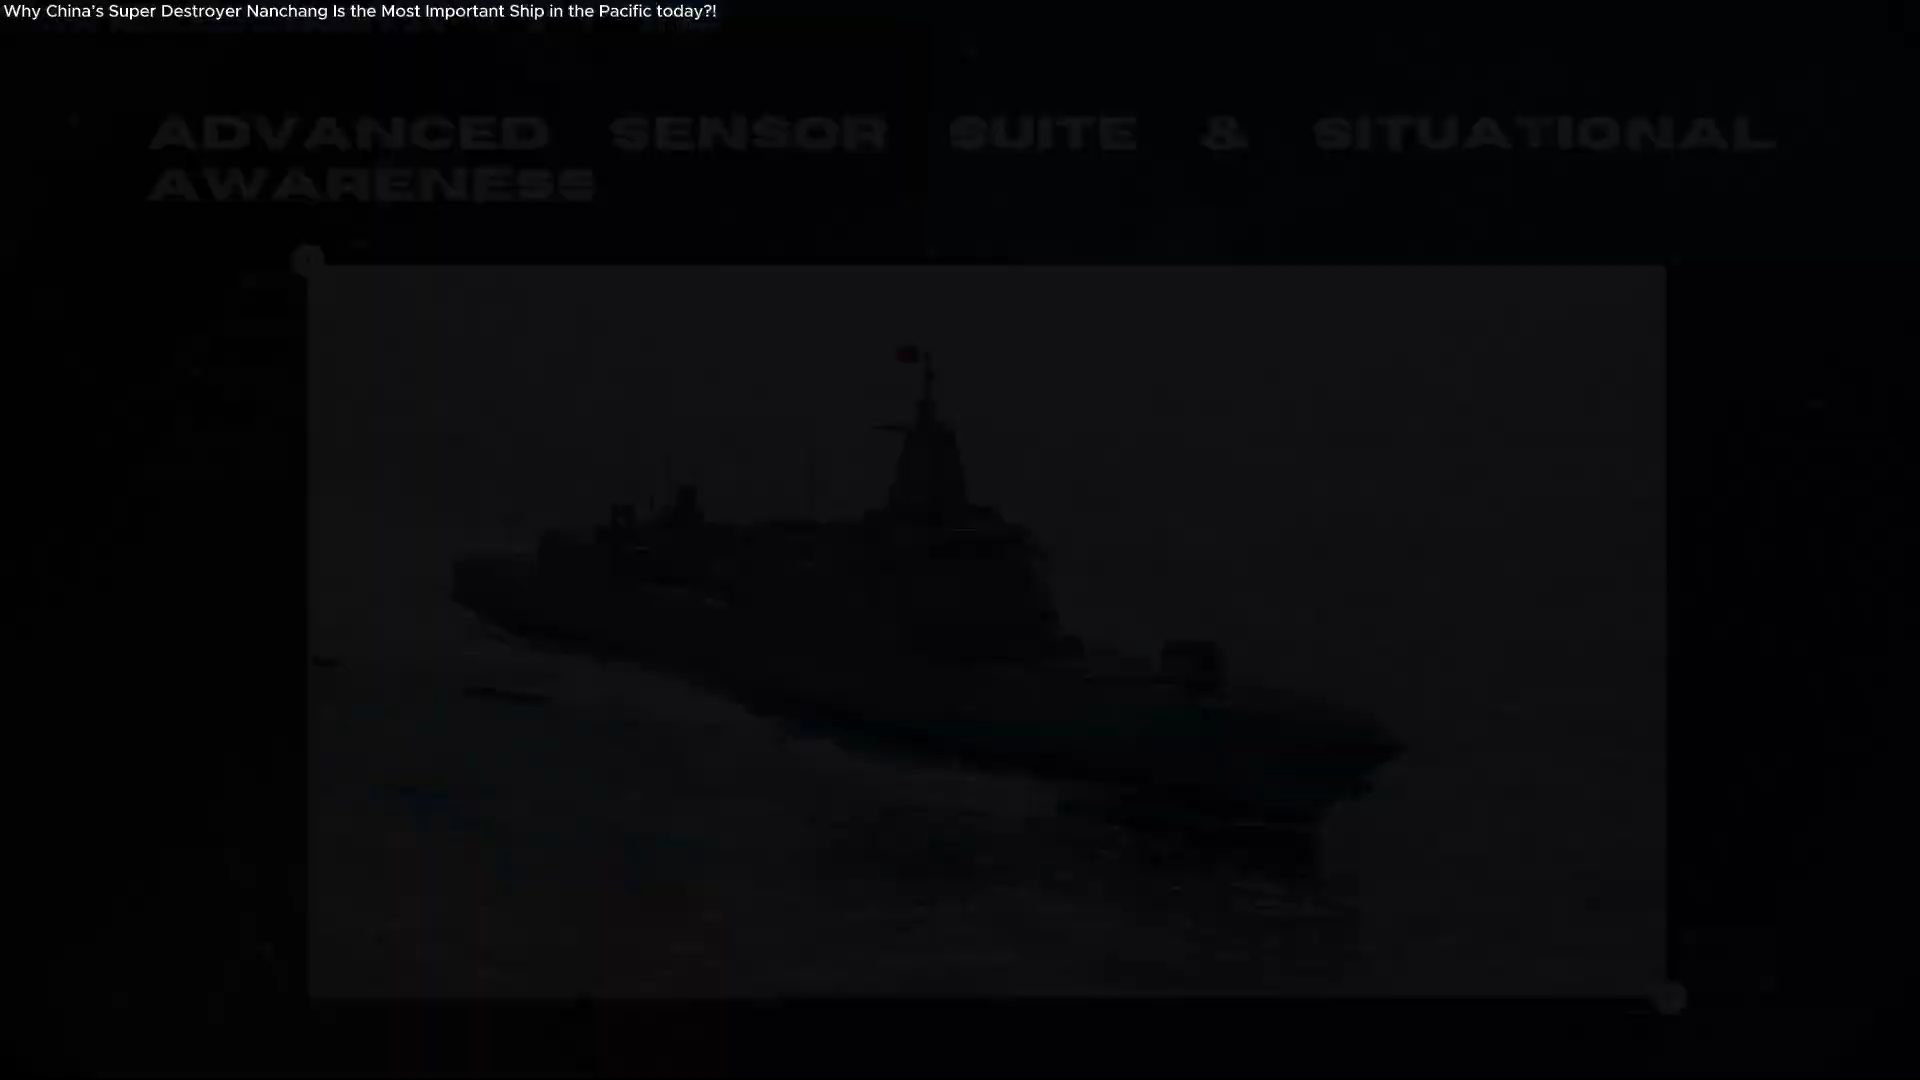 Why China's Super Destroyer Nanchang Is the Most Important Ship in the Pacific today?!
ADVANCED SENSOR SUITE & SITUATIONAL
AWARENESS